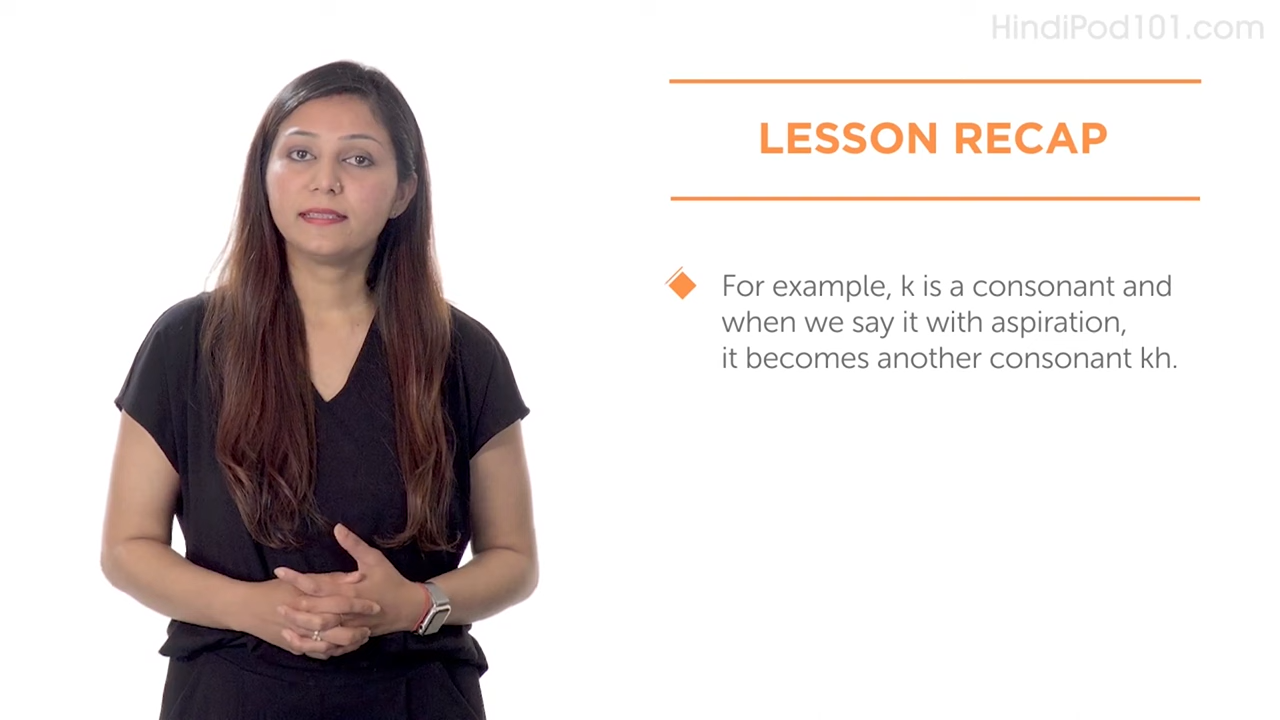 HindiPod101.com
LESSON RECAP
For example, k is a consonant and
when we say it with aspiration,
it becomes another consonant kh.